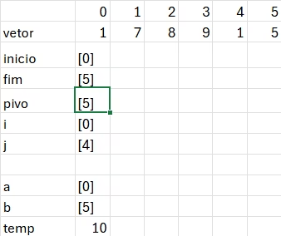 0 1 2 3 4 5
vetor 1 7 8 9 1 5
inicio [0]
fim [5]
pivo [5]
i [0]
j [4]
a [0]
b [5]
temp 10